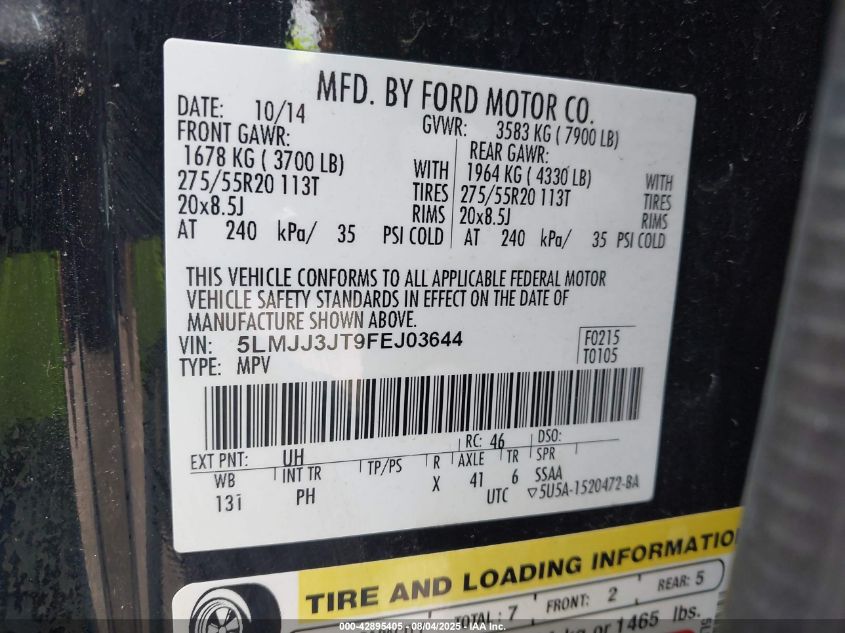 MFD. BY FORD MOTOR CO.
DATE: 10/14 GVWR: 3583 KG ( 7900 LB)
FRONT GAWR: REAR GAWR:
1678 KG ( 3700 LB) WITH 1964 KG ( 4330 LB) WITH
275/55R20 113T TIRES 275/55R20 113T TIRES
20x8.5J RIMS 20x8.5J RIMS
AT 240 kPa/ 35 PSI COLD AT 240 kPa/ 35 PSI COLD
THIS VEHICLE CONFORMS TO ALL APPLICABLE FEDERAL MOTOR
VEHICLE SAFETY STANDARDS IN EFFECT ON THE DATE OF
MANUFACTURE SHOWN ABOVE.
VIN: 5LMJJ3JT9FEJ03644 F0215
TYPE: MPV T0105
RC: 46 DSO:
EXT PNT: UH
WB INT TR TP/PS R AXLE TR SPR
131 PH X 41 6 SSAA
UTC ▽5U5A-1520472-BA
TIRE AND LOADING INFORMATION
TOTAL : 7 FRONT: 2 REAR: 5
kg or 1465 lbs.
000-42895405 - 08/04/2025 - IAA Inc.